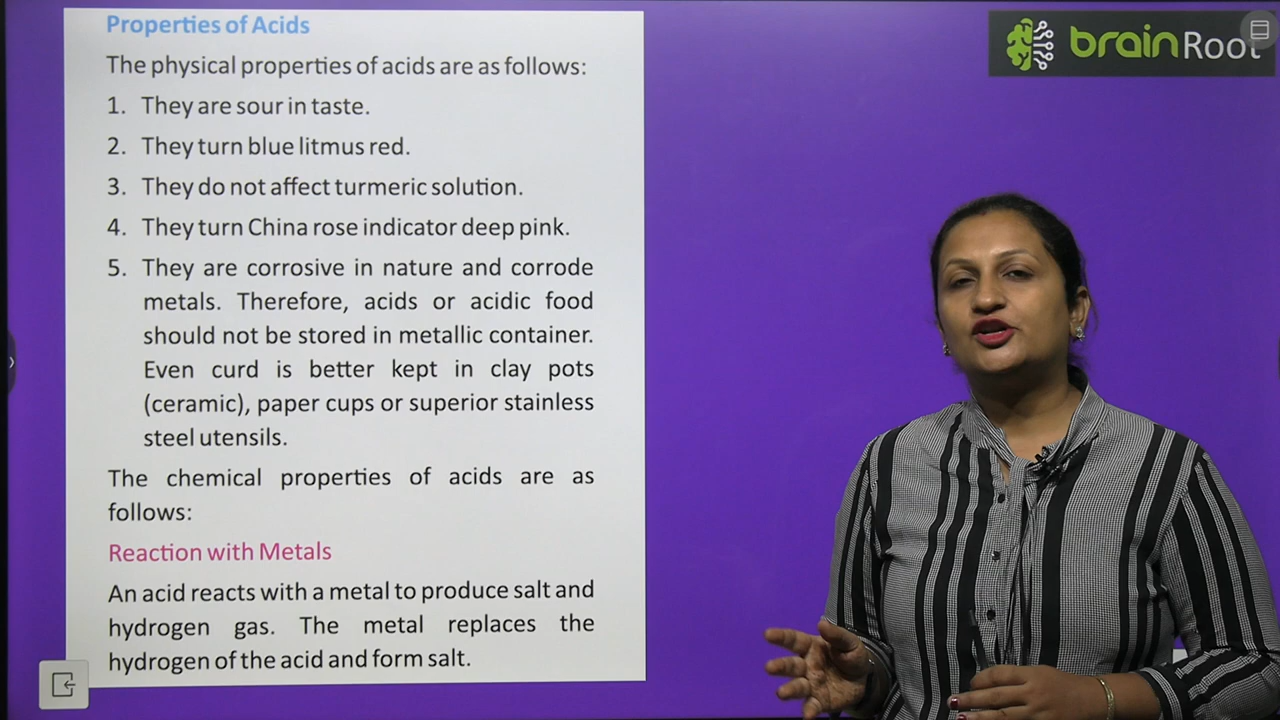 Properties of Acids
brainRoot
The physical properties of acids are as follows:
1. They are sour in taste.
2. They turn blue litmus red.
3. They do not affect turmeric solution.
4. They turn China rose indicator deep pink.
5. They are corrosive in nature and corrode
metals. Therefore, acids or acidic food
should not be stored in metallic container.
Even curd is better kept in clay pots
(ceramic), paper cups or superior stainless
steel utensils.
The chemical properties of acids are as
follows:
Reaction with Metals
An acid reacts with a metal to produce salt and
hydrogen gas. The metal replaces the
hydrogen of the acid and form salt.